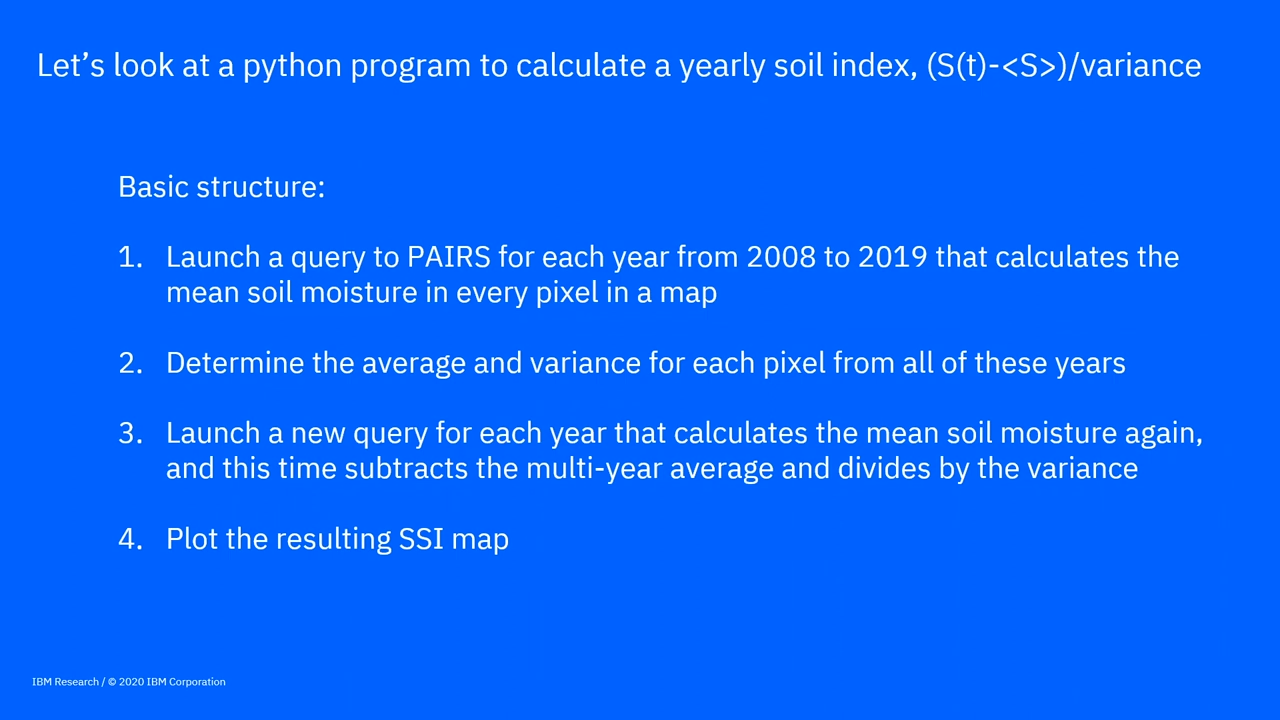 Let’s look at a python program to calculate a yearly soil index, (S(t)-<S>)/variance
Basic structure:
1. Launch a query to PAIRS for each year from 2008 to 2019 that calculates the
mean soil moisture in every pixel in a map
2. Determine the average and variance for each pixel from all of these years
3. Launch a new query for each year that calculates the mean soil moisture again,
and this time subtracts the multi-year average and divides by the variance
4. Plot the resulting SSI map
IBM Research / © 2020 IBM Corporation